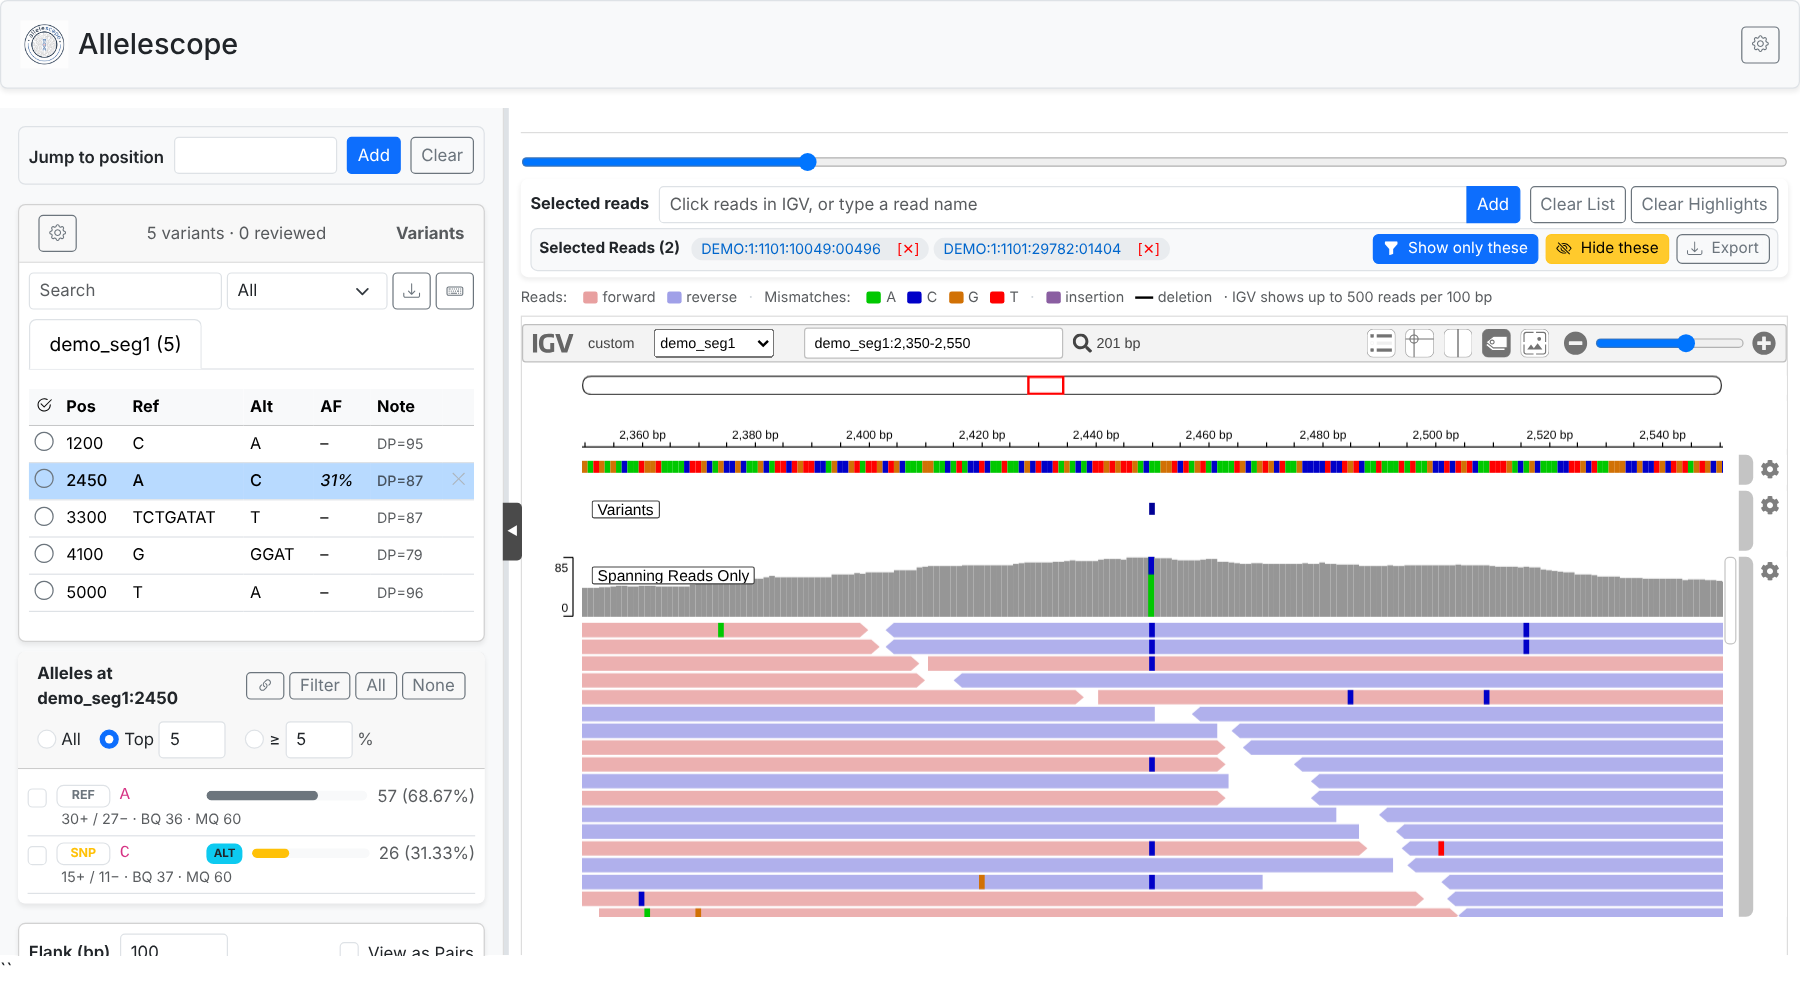 Allelescope
Jump to position Add Clear
5 variants · 0 reviewed Variants
Search All
demo_seg1 (5)
Pos Ref Alt AF Note
1200 C A – DP=95
2450 A C 31% DP=87
3300 TCTGATAT T – DP=87
4100 G GGAT – DP=79
5000 T A – DP=96
Alleles at
demo_seg1:2450
Filter All None
All Top 5 ≥ 5 %
REF A 57 (68.67%)
30+ / 27− · BQ 36 · MQ 60
SNP C ALT 26 (31.33%)
15+ / 11− · BQ 37 · MQ 60
Flank (bp) 100 View as Pairs
Selected reads Click reads in IGV, or type a read name Add Clear List Clear Highlights
Selected Reads (2) DEMO:1:1101:10049:00496 [×] DEMO:1:1101:29782:01404 [×] Show only these Hide these Export
Reads: forward reverse · Mismatches: A C G T · insertion deletion · IGV shows up to 500 reads per 100 bp
IGV custom demo_seg1 demo_seg1:2,350-2,550 201 bp
2,360 bp 2,380 bp 2,400 bp 2,420 bp 2,440 bp 2,460 bp 2,480 bp 2,500 bp 2,520 bp 2,540 bp
Variants
85
Spanning Reads Only
0